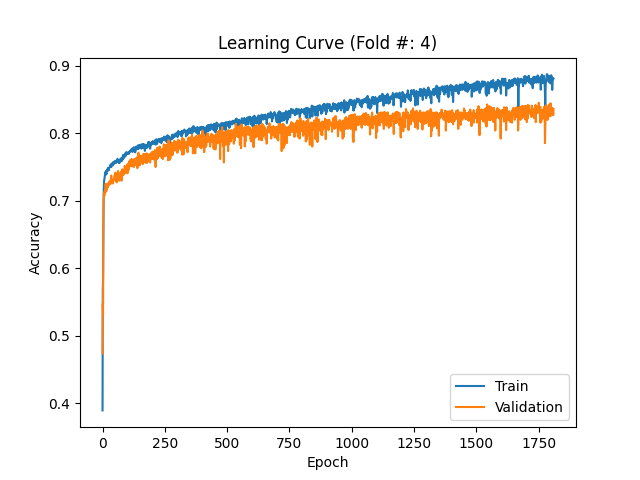 Learning Curve (Fold #: 4)
0.9
0.8
0.7
0.6
0.5
0.4
Accuracy
0 250 500 750 1000 1250 1500 1750
Epoch
Train
Validation